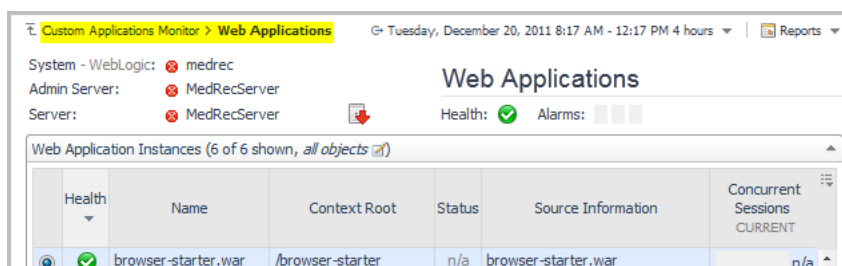 Custom Applications Monitor > Web Applications
Tuesday, December 20, 2011 8:17 AM - 12:17 PM 4 hours
Reports
System - WebLogic: medrec
Admin Server: MedRecServer
Server: MedRecServer
Web Applications
Health: Alarms:
Web Application Instances (6 of 6 shown, all objects)
Health Name Context Root Status Source Information Concurrent Sessions CURRENT
browser-starter.war /browser-starter n/a browser-starter.war n/a